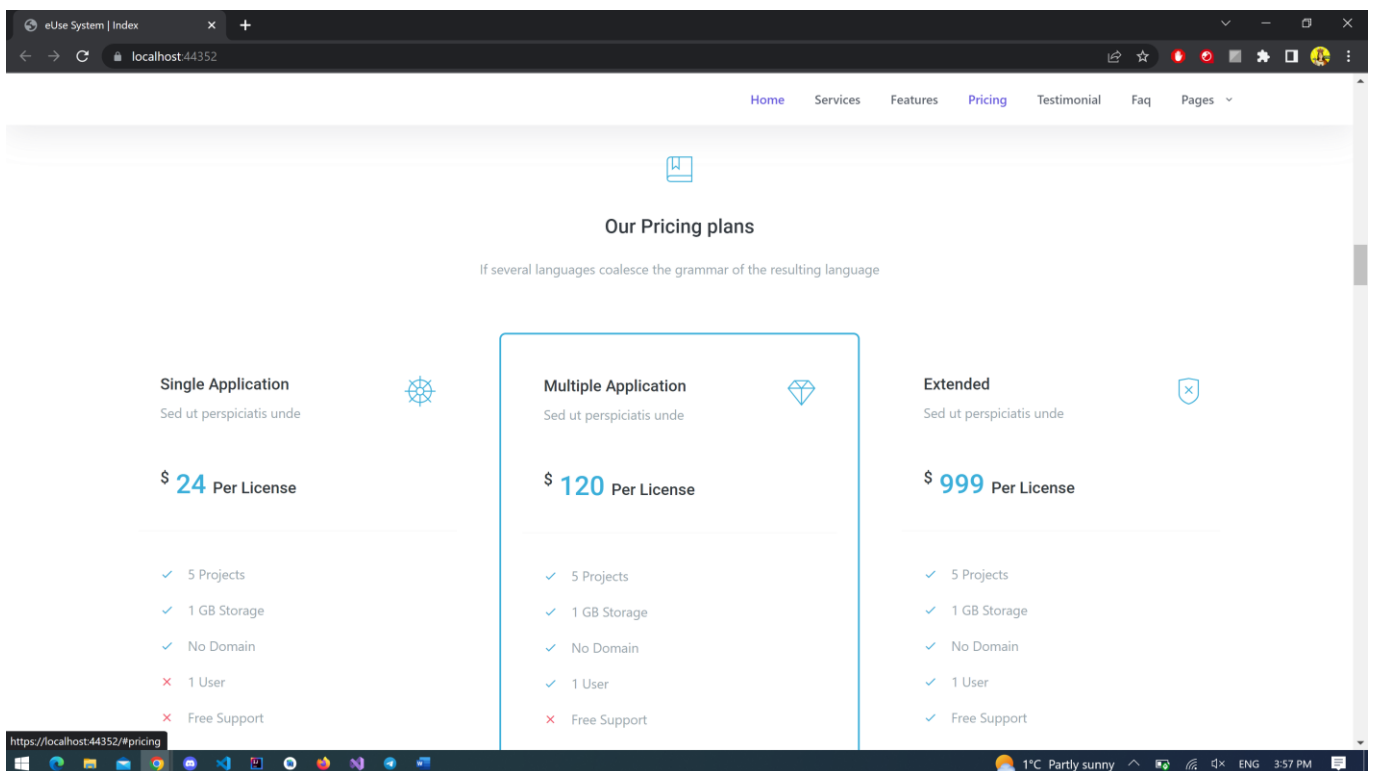 eUse System | Index
localhost:44352
Home Services Features Pricing Testimonial Faq Pages
Our Pricing plans
If several languages coalesce the grammar of the resulting language
Single Application
Sed ut perspiciatis unde
$ 24 Per License
5 Projects
1 GB Storage
No Domain
1 User
Free Support
Multiple Application
Sed ut perspiciatis unde
$ 120 Per License
5 Projects
1 GB Storage
No Domain
1 User
Free Support
Extended
Sed ut perspiciatis unde
$ 999 Per License
5 Projects
1 GB Storage
No Domain
1 User
Free Support
https://localhost:44352/#pricing
1°C Partly sunny ENG 3:57 PM